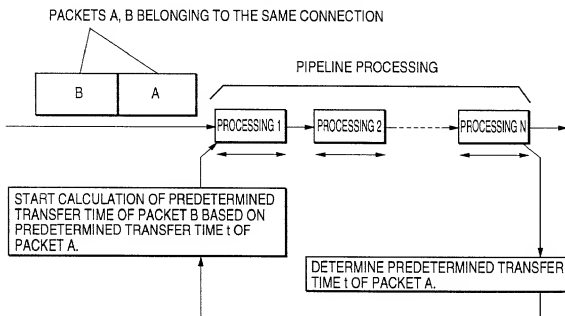 PACKETS A, B BELONGING TO THE SAME CONNECTION
PIPELINE PROCESSING
B
A
PROCESSING 1
PROCESSING 2
PROCESSING N
START CALCULATION OF PREDETERMINED
TRANSFER TIME OF PACKET B BASED ON
PREDETERMINED TRANSFER TIME t OF
PACKET A.
DETERMINE PREDETERMINED TRANSFER
TIME t OF PACKET A.